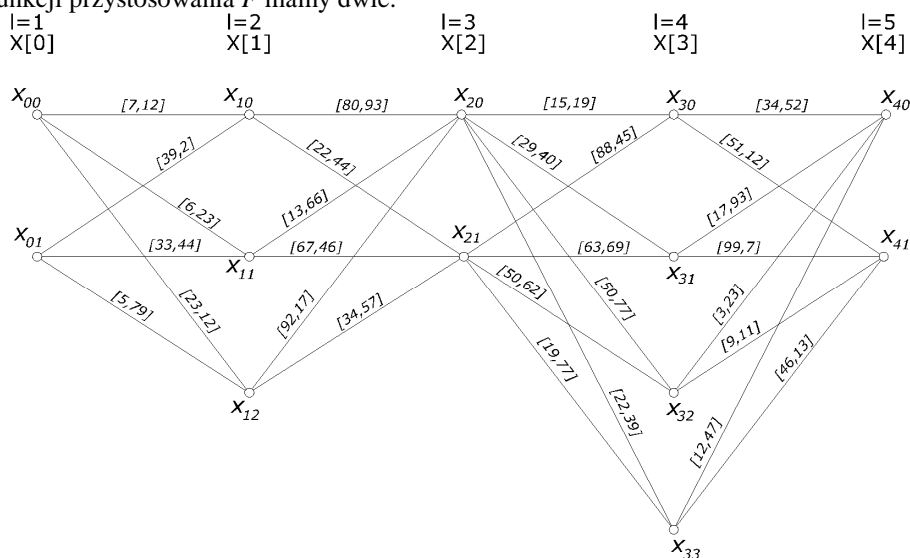 funkcji przystosowania F mamy dwie.
l=1 l=2 l=3 l=4 l=5
X[0] X[1] X[2] X[3] X[4]
X00 X10 X20 X30 X40
[7,12] [80,93] [15,19] [34,52]
[39,2] [22,44] [29,40] [88,45] [51,12]
[6,23] [13,66] [17,93]
X01 X21 X41
[33,44] [67,46] [63,69] [99,7]
X11 X31
[5,79] [23,12] [92,17] [34,57] [50,62] [50,77] [3,23] [9,11]
[19,77] [46,13]
X12 X32
[22,39] [12,47]
X33